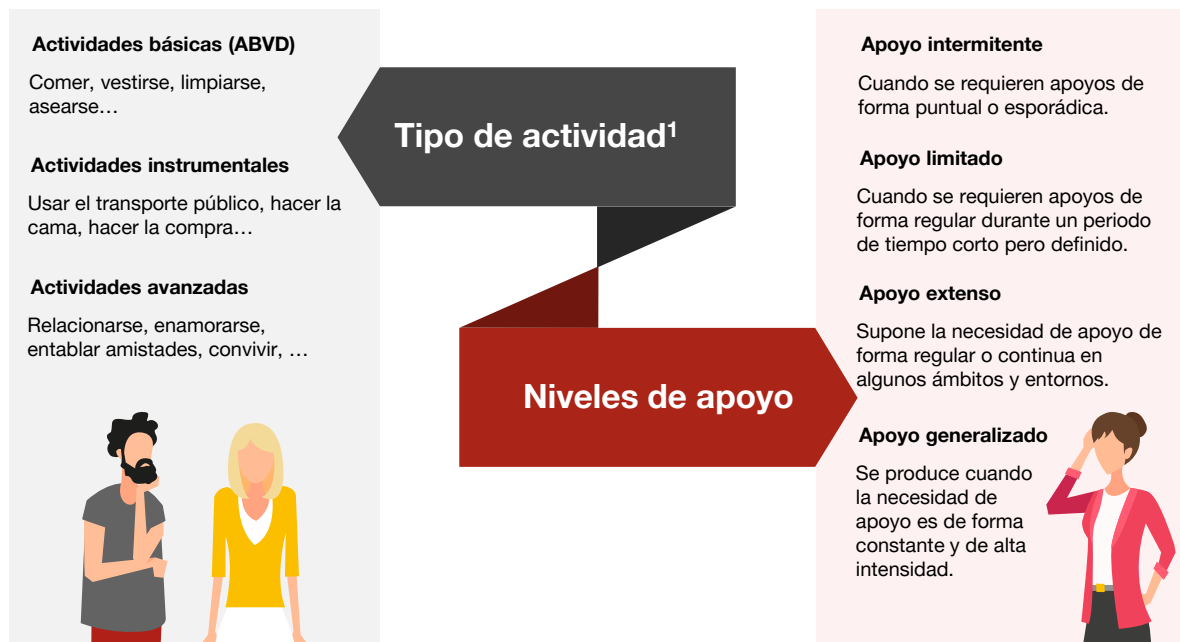 Actividades básicas (ABVD)
Comer, vestirse, limpiarse,
asearse…
Actividades instrumentales
Usar el transporte público, hacer la
cama, hacer la compra…
Actividades avanzadas
Relacionarse, enamorarse,
entablar amistades, convivir, …
Tipo de actividad¹
Niveles de apoyo
Apoyo intermitente
Cuando se requieren apoyos de
forma puntual o esporádica.
Apoyo limitado
Cuando se requieren apoyos de
forma regular durante un periodo
de tiempo corto pero definido.
Apoyo extenso
Supone la necesidad de apoyo de
forma regular o continua en
algunos ámbitos y entornos.
Apoyo generalizado
Se produce cuando
la necesidad de
apoyo es de forma
constante y de alta
intensidad.